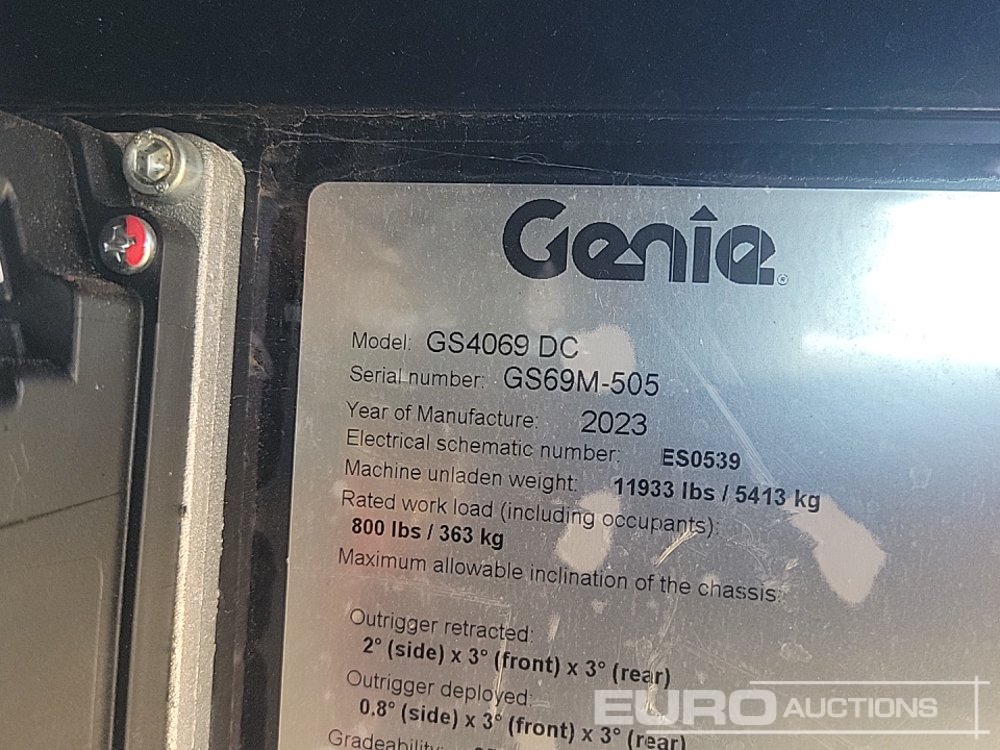 Genie®
Model: GS4069 DC
Serial number: GS69M-505
Year of Manufacture: 2023
Electrical schematic number: ES0539
Machine unladen weight: 11933 lbs / 5413 kg
Rated work load (including occupants):
800 lbs / 363 kg
Maximum allowable inclination of the chassis:
Outrigger retracted:
2° (side) x 3° (front) x 3° (rear)
Outrigger deployed:
0.8° (side) x 3° (front) x 3° (rear)
Gradeability:
EURO AUCTIONS